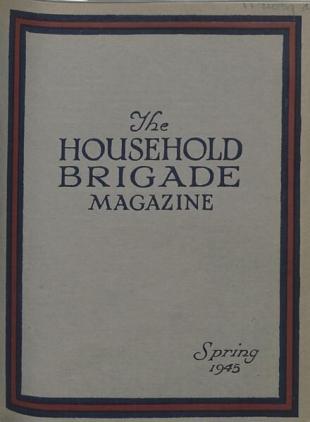 The
HOUSEHOLD
BRIGADE
MAGAZINE
Spring
1945